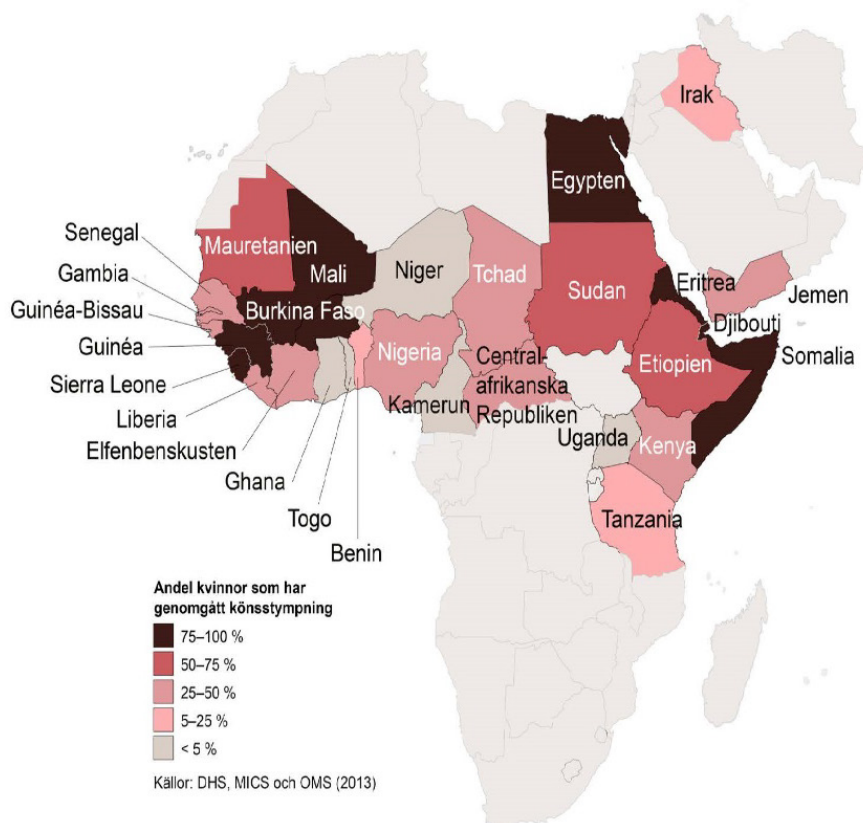 Irak
Egypten
Senegal
Mauretanien
Mali
Niger
Tchad
Sudan
Eritrea
Jemen
Gambia
Guinéa-Bissau
Burkina Faso
Djibouti
Guinéa
Nigeria
Etiopien
Somalia
Sierra Leone
Central-
afrikanska
Republiken
Liberia
Kamerun
Elfenbenskusten
Uganda
Kenya
Ghana
Togo
Tanzania
Benin
Andel kvinnor som har
genomgått könsstympning
75–100 %
50–75 %
25–50 %
5–25 %
< 5 %
Källor: DHS, MICS och OMS (2013)